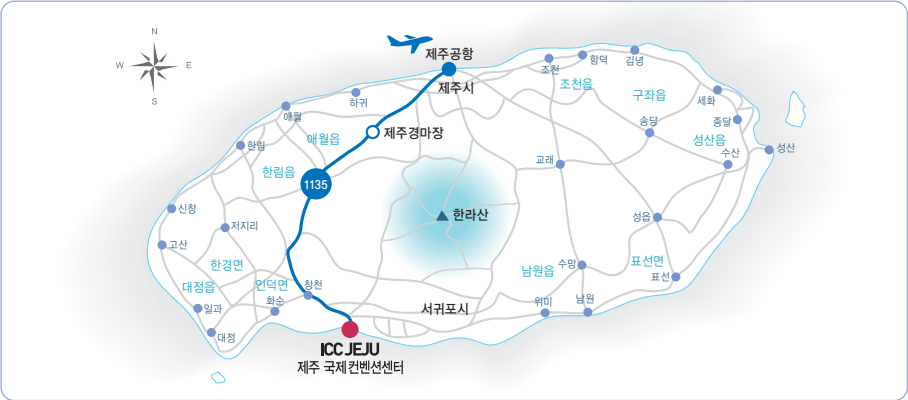 N
W
E
S
제주공항
제주시
조천
함덕
김녕
조천읍
구좌읍
세화
하귀
애월
애월읍
제주경마장
송당
종달
성산읍
한림
한림읍
1135
교래
수산
성산
신창
저지리
한라산
성읍
고산
한경면
대정읍
인덕면
창천
화순
남원읍
수망
표선면
표선
일과
대정
서귀포시
위미
남원
ICC JEJU
제주 국제컨벤션센터